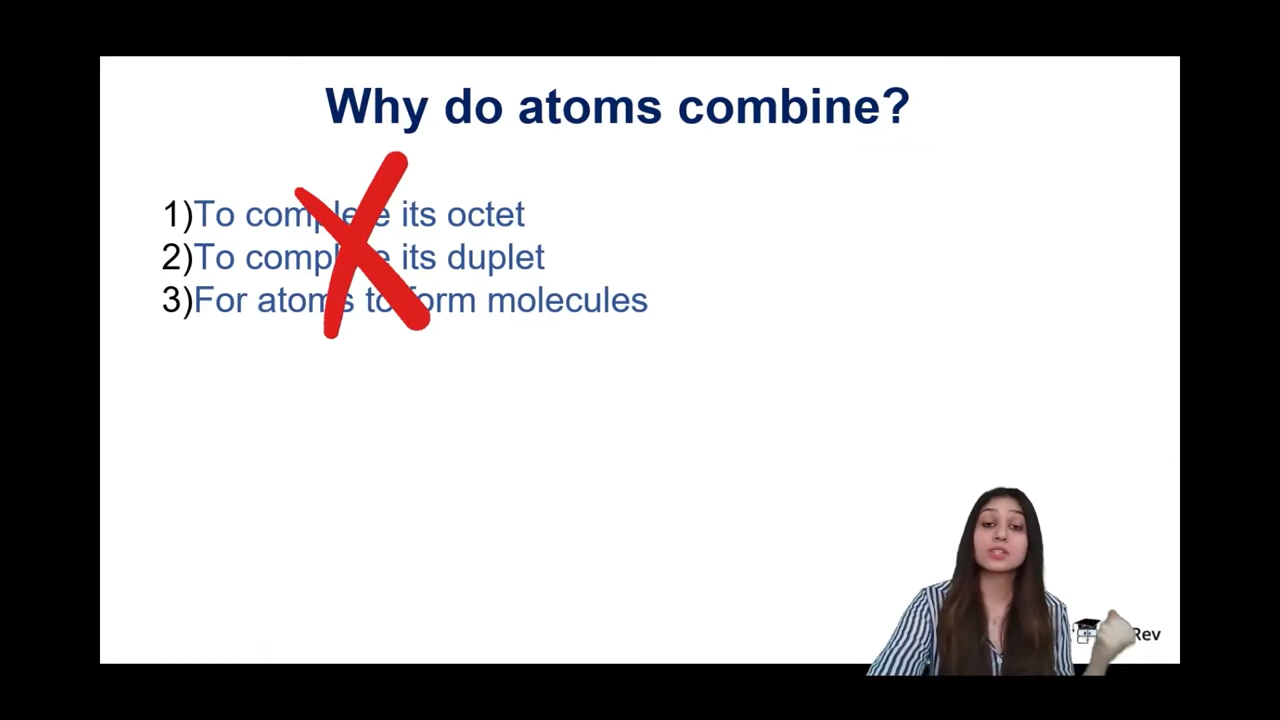 Why do atoms combine?
1)To complete its octet
2)To complete its duplet
3)For atoms to form molecules